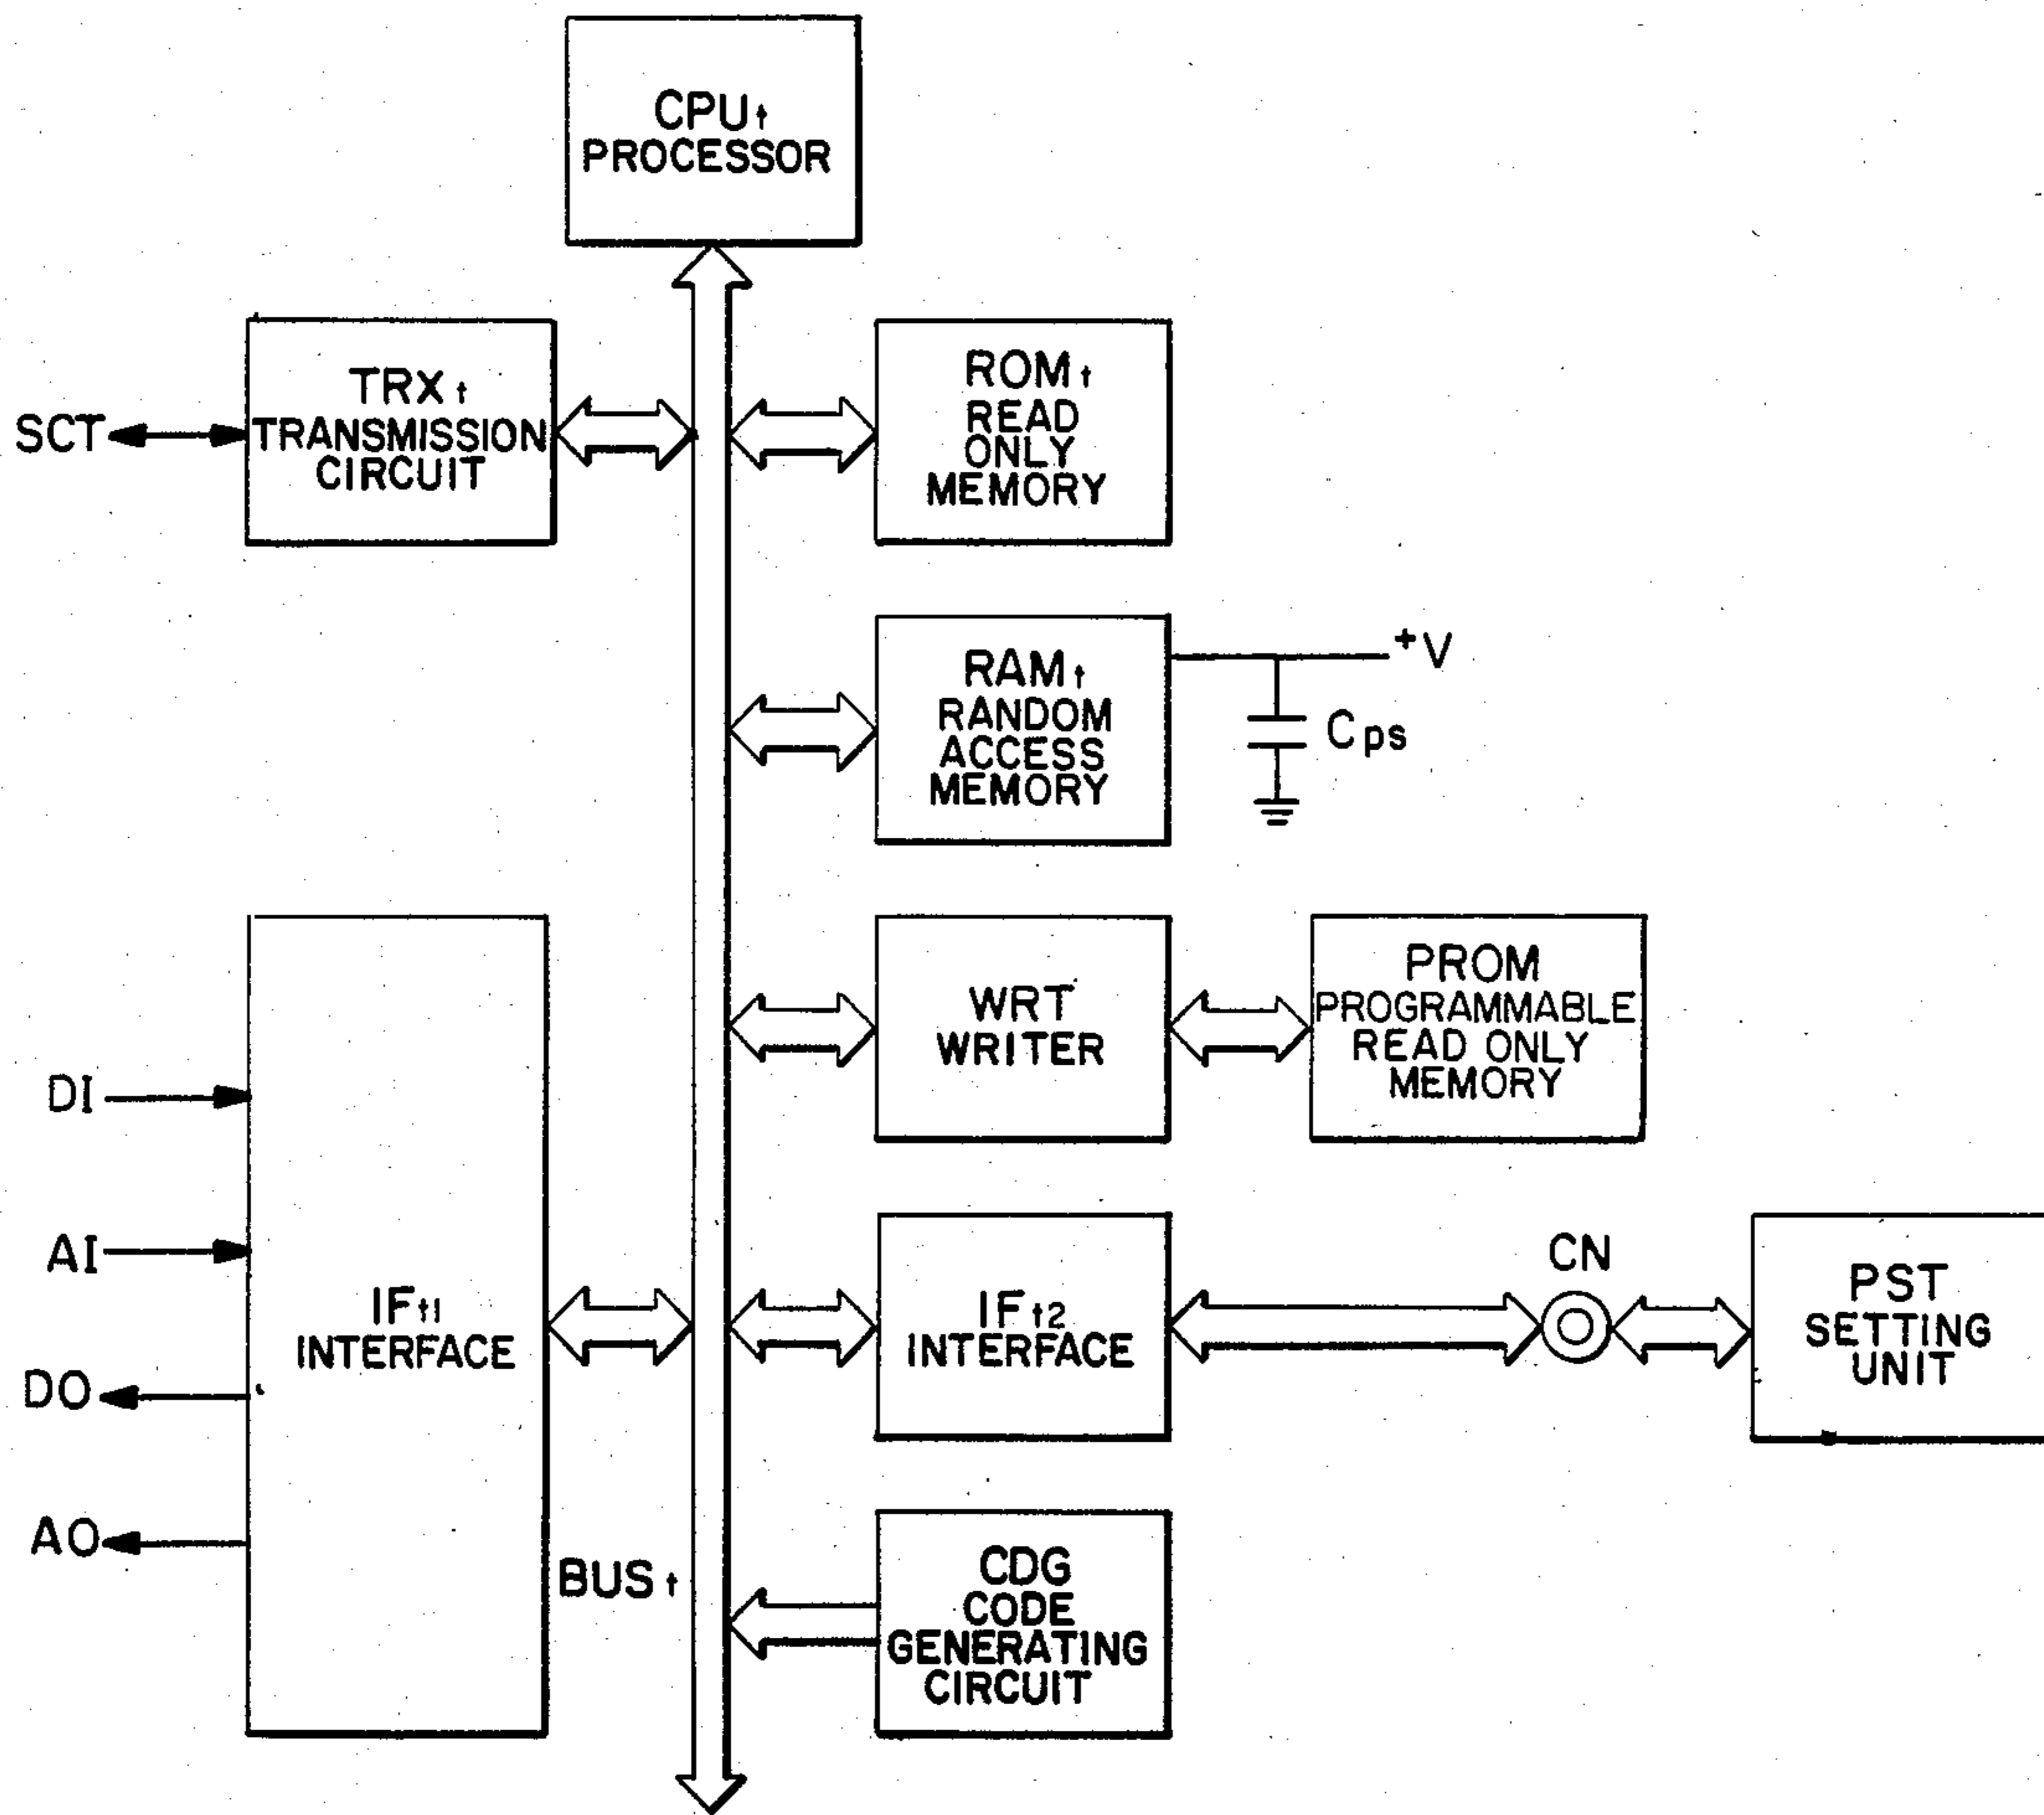 CPUt
PROCESSOR
TRXt
TRANSMISSION
CIRCUIT
SCT
ROMt
READ
ONLY
MEMORY
RAMt
RANDOM
ACCESS
MEMORY
+V
Cps
WRT
WRITER
PROM
PROGRAMMABLE
READ ONLY
MEMORY
DI
AI
DO
AO
IFt1
INTERFACE
IFt2
INTERFACE
CN
PST
SETTING
UNIT
BUSt
CDG
CODE
GENERATING
CIRCUIT